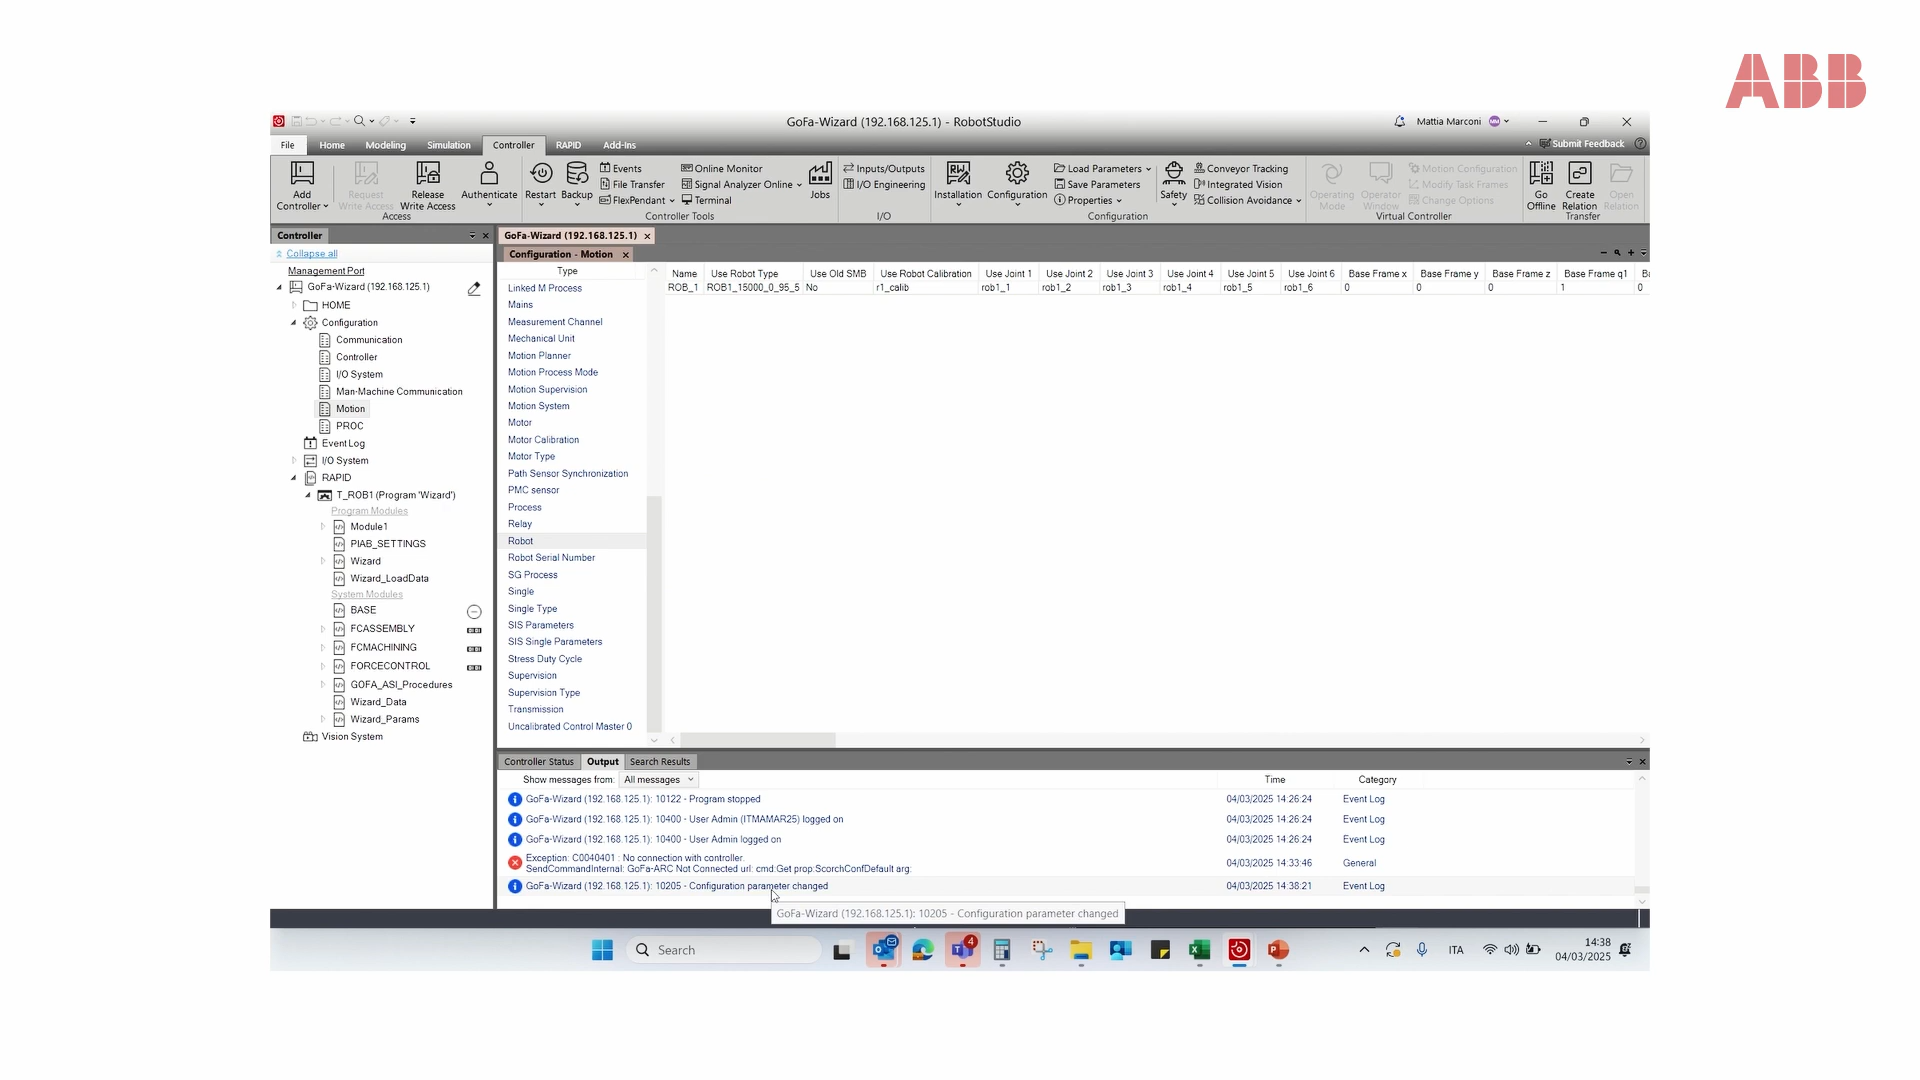 ABB
GoFa-Wizard (192.168.125.1) - RobotStudio
Mattia Marconi
MM
File
Home
Modeling
Simulation
Controller
RAPID
Add-Ins
Submit Feedback
Add
Controller
Request
Write Access
Release
Write Access
Authenticate
Access
Restart
Backup
Events
File Transfer
FlexPendant
Online Monitor
Signal Analyzer Online
Terminal
Jobs
Controller Tools
Inputs/Outputs
I/O Engineering
I/O
Installation
Configuration
Load Parameters
Save Parameters
Properties
Safety
Conveyor Tracking
Integrated Vision
Collision Avoidance
Configuration
Operating
Mode
Operator
Window
Motion Configuration
Modify Task Frames
Change Options
Virtual Controller
Go
Offline
Create
Relation
Open
Relation
Transfer
Controller
Collapse all
Management Port
GoFa-Wizard (192.168.125.1)
HOME
Configuration
Communication
Controller
I/O System
Man-Machine Communication
Motion
PROC
Event Log
I/O System
RAPID
T_ROB1 (Program 'Wizard')
Program Modules
Module1
PIAB_SETTINGS
Wizard
Wizard_LoadData
System Modules
BASE
FCASSEMBLY
FCMACHINING
FORCECONTROL
GOFA_ASI_Procedures
Wizard_Data
Wizard_Params
Vision System
GoFa-Wizard (192.168.125.1)
Configuration - Motion
Type
Linked M Process
Mains
Measurement Channel
Mechanical Unit
Motion Planner
Motion Process Mode
Motion Supervision
Motion System
Motor
Motor Calibration
Motor Type
Path Sensor Synchronization
PMC sensor
Process
Relay
Robot
Robot Serial Number
SG Process
Single
Single Type
SIS Parameters
SIS Single Parameters
Stress Duty Cycle
Supervision
Supervision Type
Transmission
Uncalibrated Control Master 0
Name Use Robot Type Use Old SMB Use Robot Calibration Use Joint 1 Use Joint 2 Use Joint 3 Use Joint 4 Use Joint 5 Use Joint 6 Base Frame x Base Frame y Base Frame z Base Frame q1
ROB_1 ROB1_15000_0_95_5 No r1_calib rob1_1 rob1_2 rob1_3 rob1_4 rob1_5 rob1_6 0 0 0 1 0
Controller Status
Output
Search Results
Show messages from: All messages Time Category
GoFa-Wizard (192.168.125.1): 10122 - Program stopped 04/03/2025 14:26:24 Event Log
GoFa-Wizard (192.168.125.1): 10400 - User Admin (ITMAMAR25) logged on 04/03/2025 14:26:24 Event Log
GoFa-Wizard (192.168.125.1): 10400 - User Admin logged on 04/03/2025 14:26:24 Event Log
Exception: C0040401 : No connection with controller.
SendCommandInternal: GoFa-ARC Not Connected url: cmd:Get prop:ScorchConfDefault arg: 04/03/2025 14:33:46 General
GoFa-Wizard (192.168.125.1): 10205 - Configuration parameter changed 04/03/2025 14:38:21 Event Log
GoFa-Wizard (192.168.125.1): 10205 - Configuration parameter changed
Search
4
ITA
14:38
04/03/2025